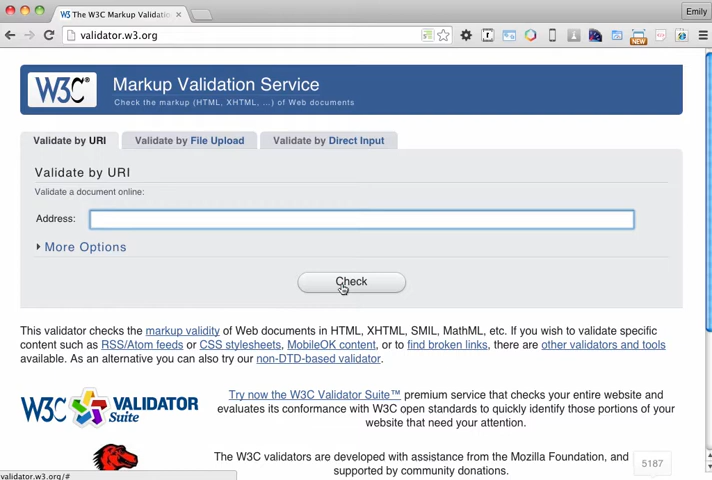 The W3C Markup Validatio
Emily
validator.w3.org
NEW
W3C® Markup Validation Service
Check the markup (HTML, XHTML, …) of Web documents
Validate by URI
Validate by File Upload
Validate by Direct Input
Validate by URI
Validate a document online:
Address:
More Options
Check
This validator checks the markup validity of Web documents in HTML, XHTML, SMIL, MathML, etc. If you wish to validate specific
content such as RSS/Atom feeds or CSS stylesheets, MobileOK content, or to find broken links, there are other validators and tools
available. As an alternative you can also try our non-DTD-based validator.
W3C VALIDATOR Suite
Try now the W3C Validator Suite™ premium service that checks your entire website and
evaluates its conformance with W3C open standards to quickly identify those portions of your
website that need your attention.
The W3C validators are developed with assistance from the Mozilla Foundation, and
supported by community donations.
5187
validator.w3.org/#